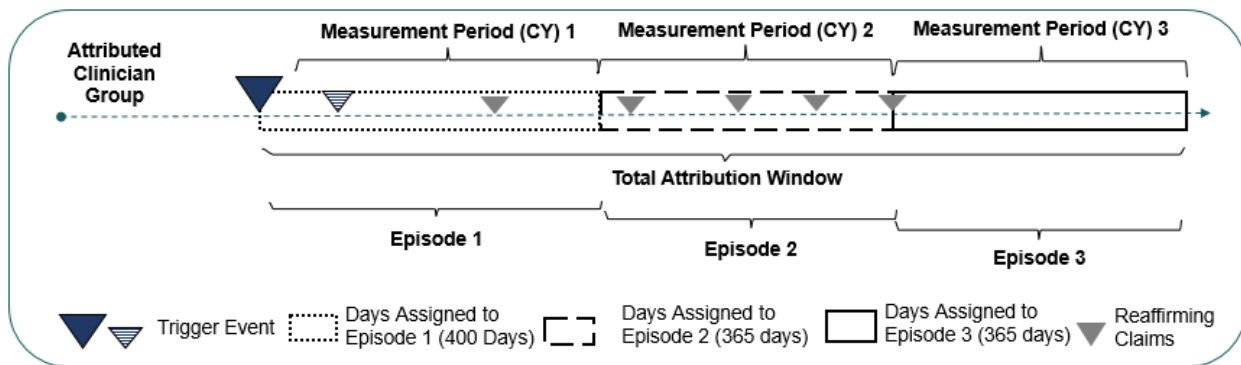 Measurement Period (CY) 1
Measurement Period (CY) 2
Measurement Period (CY) 3
Attributed
Clinician
Group
Total Attribution Window
Episode 1
Episode 2
Episode 3
Trigger Event
Days Assigned to
Episode 1 (400 Days)
Days Assigned to
Episode 2 (365 days)
Days Assigned to
Episode 3 (365 days)
Reaffirming
Claims